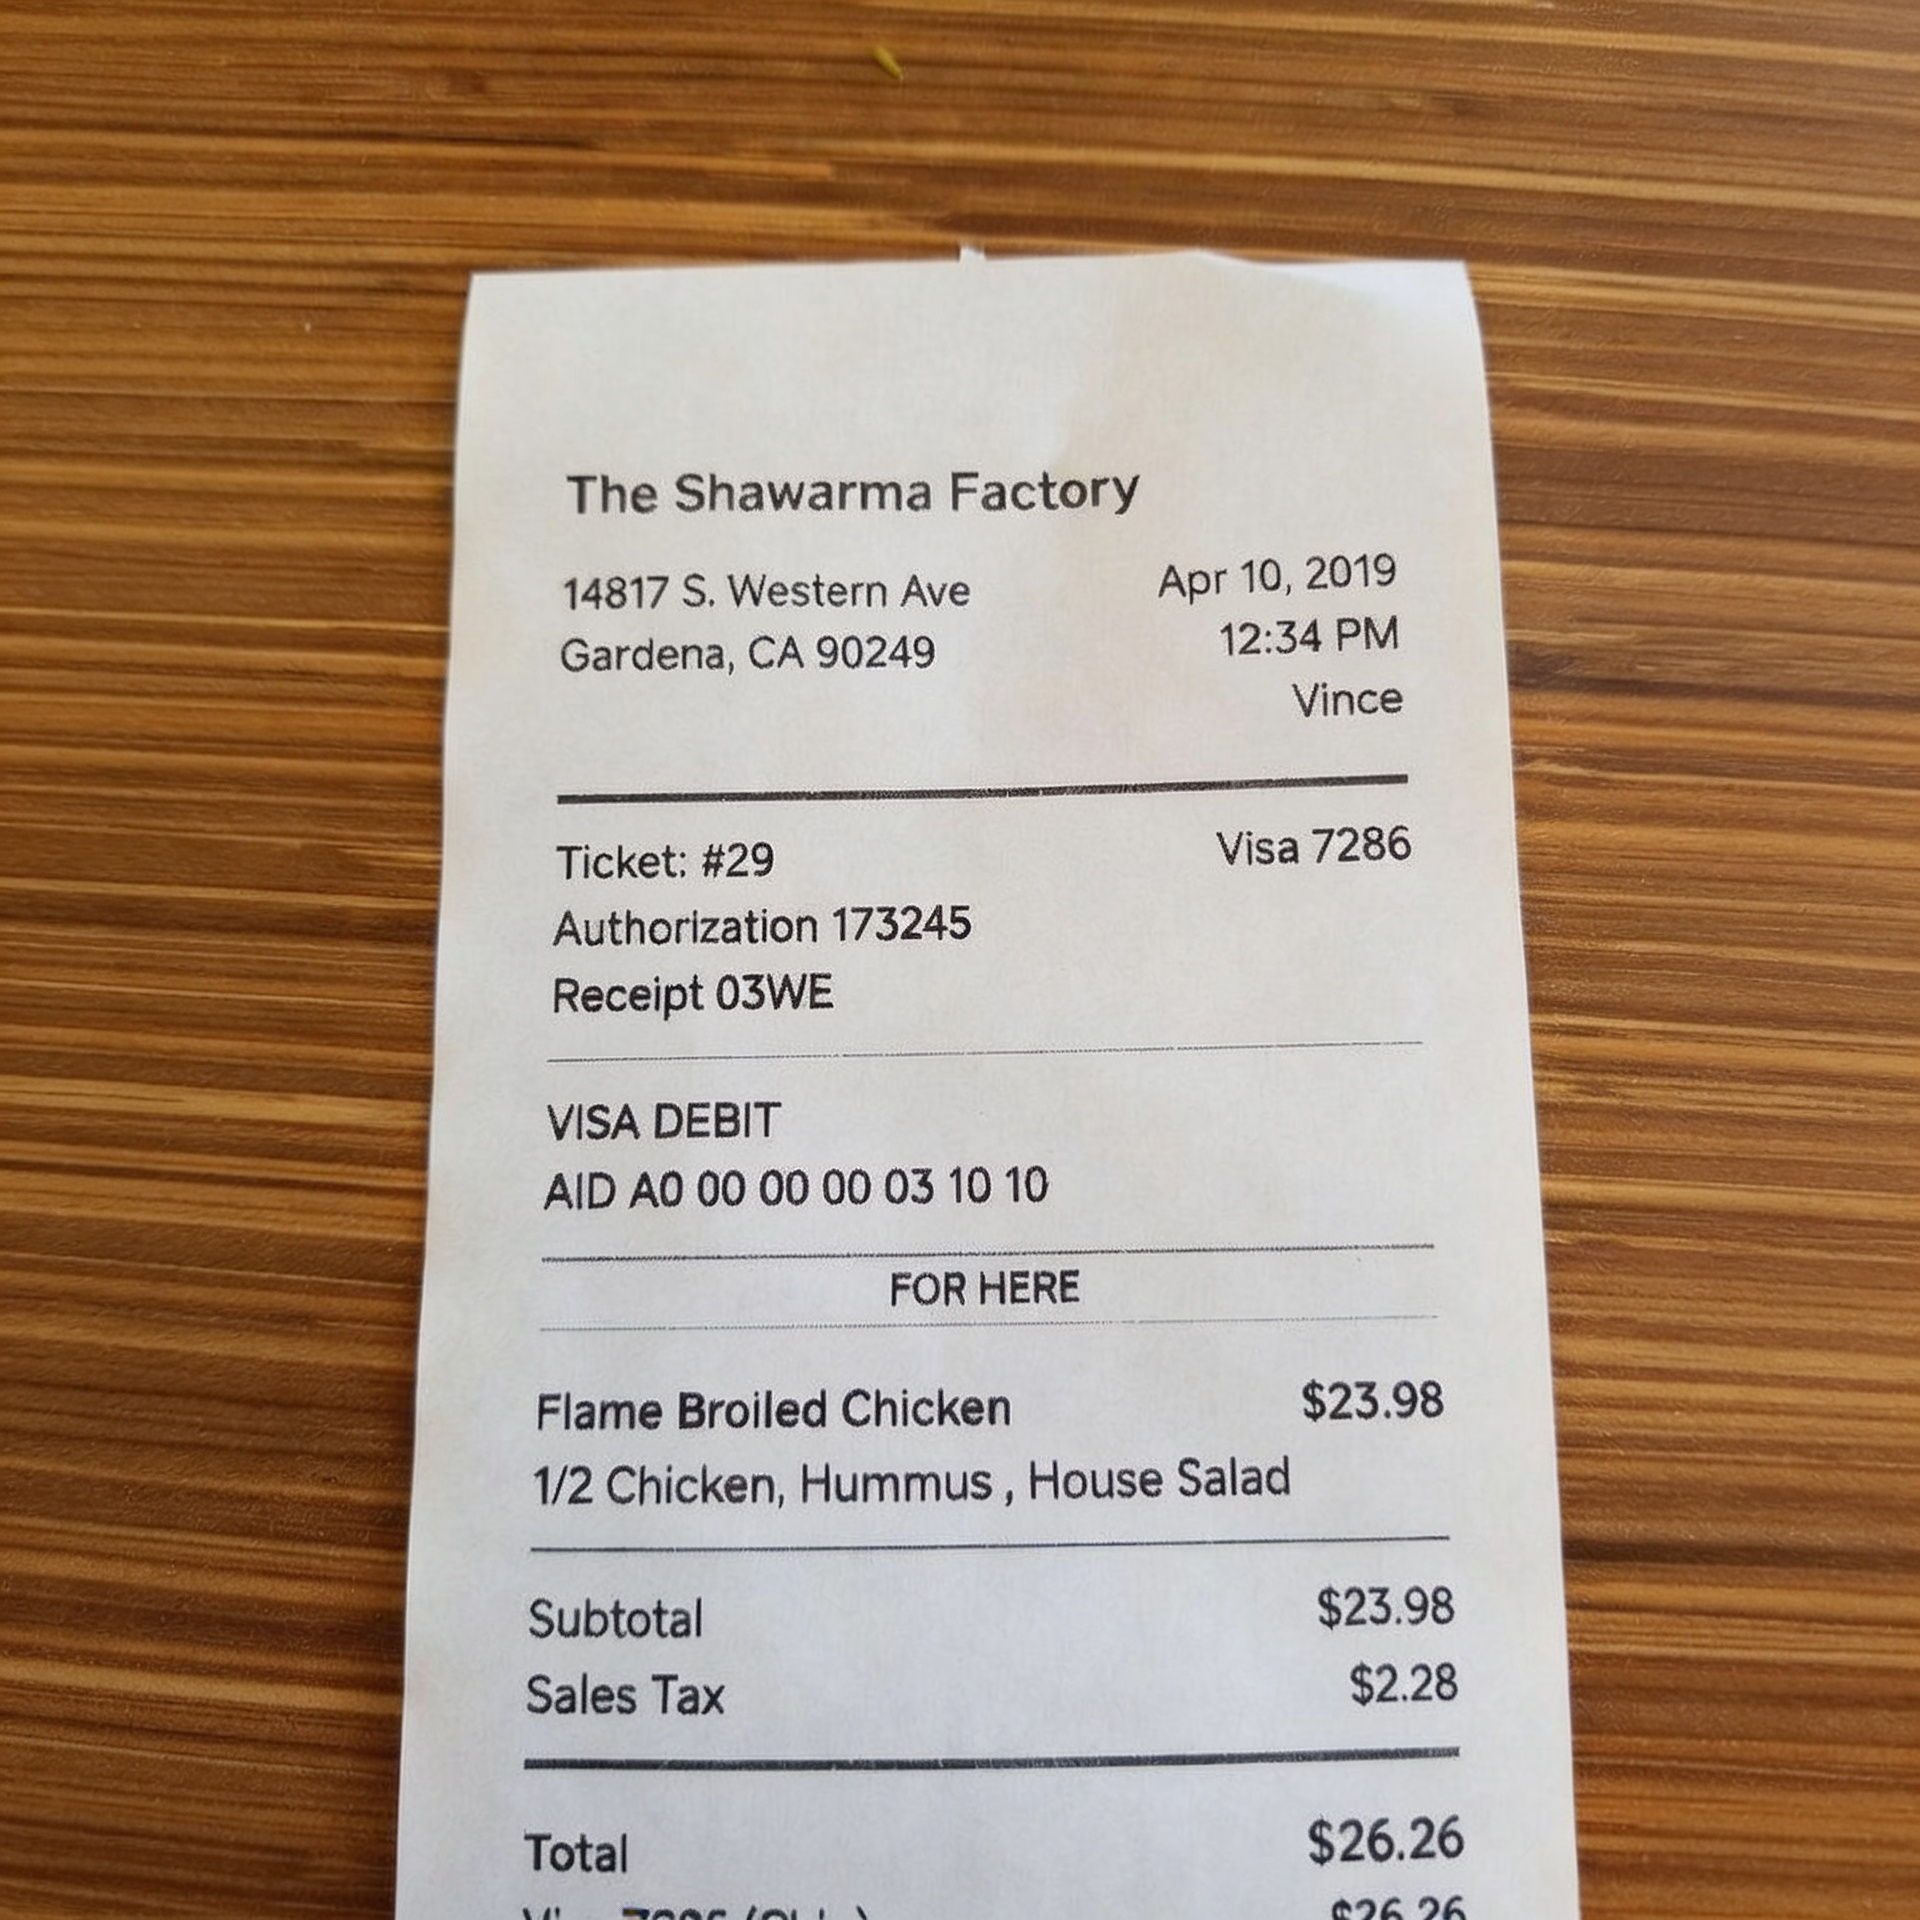 The Shawarma Factory
14817 S. Western Ave
Gardena, CA 90249
Apr 10, 2019
12:34 PM
Vince
Ticket: #29
Visa 7286
Authorization 173245
Receipt 03WE
VISA DEBIT
AID A0 00 00 00 03 10 10
FOR HERE
Flame Broiled Chicken $23.98
1/2 Chicken, Hummus , House Salad
Subtotal $23.98
Sales Tax $2.28
Total $26.26
$26.26